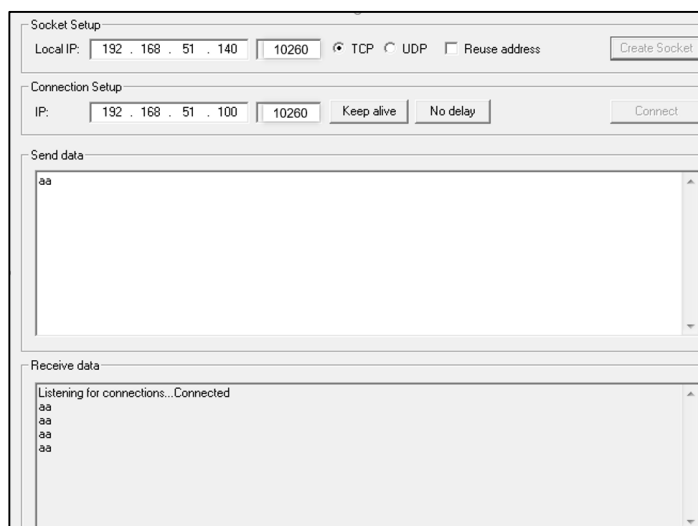 Socket Setup
Local IP: 192 . 168 . 51 . 140 10260 TCP UDP Reuse address Create Socket
Connection Setup
IP: 192 . 168 . 51 . 100 10260 Keep alive No delay Connect
Send data
aa
Receive data
Listening for connections...Connected
aa
aa
aa
aa